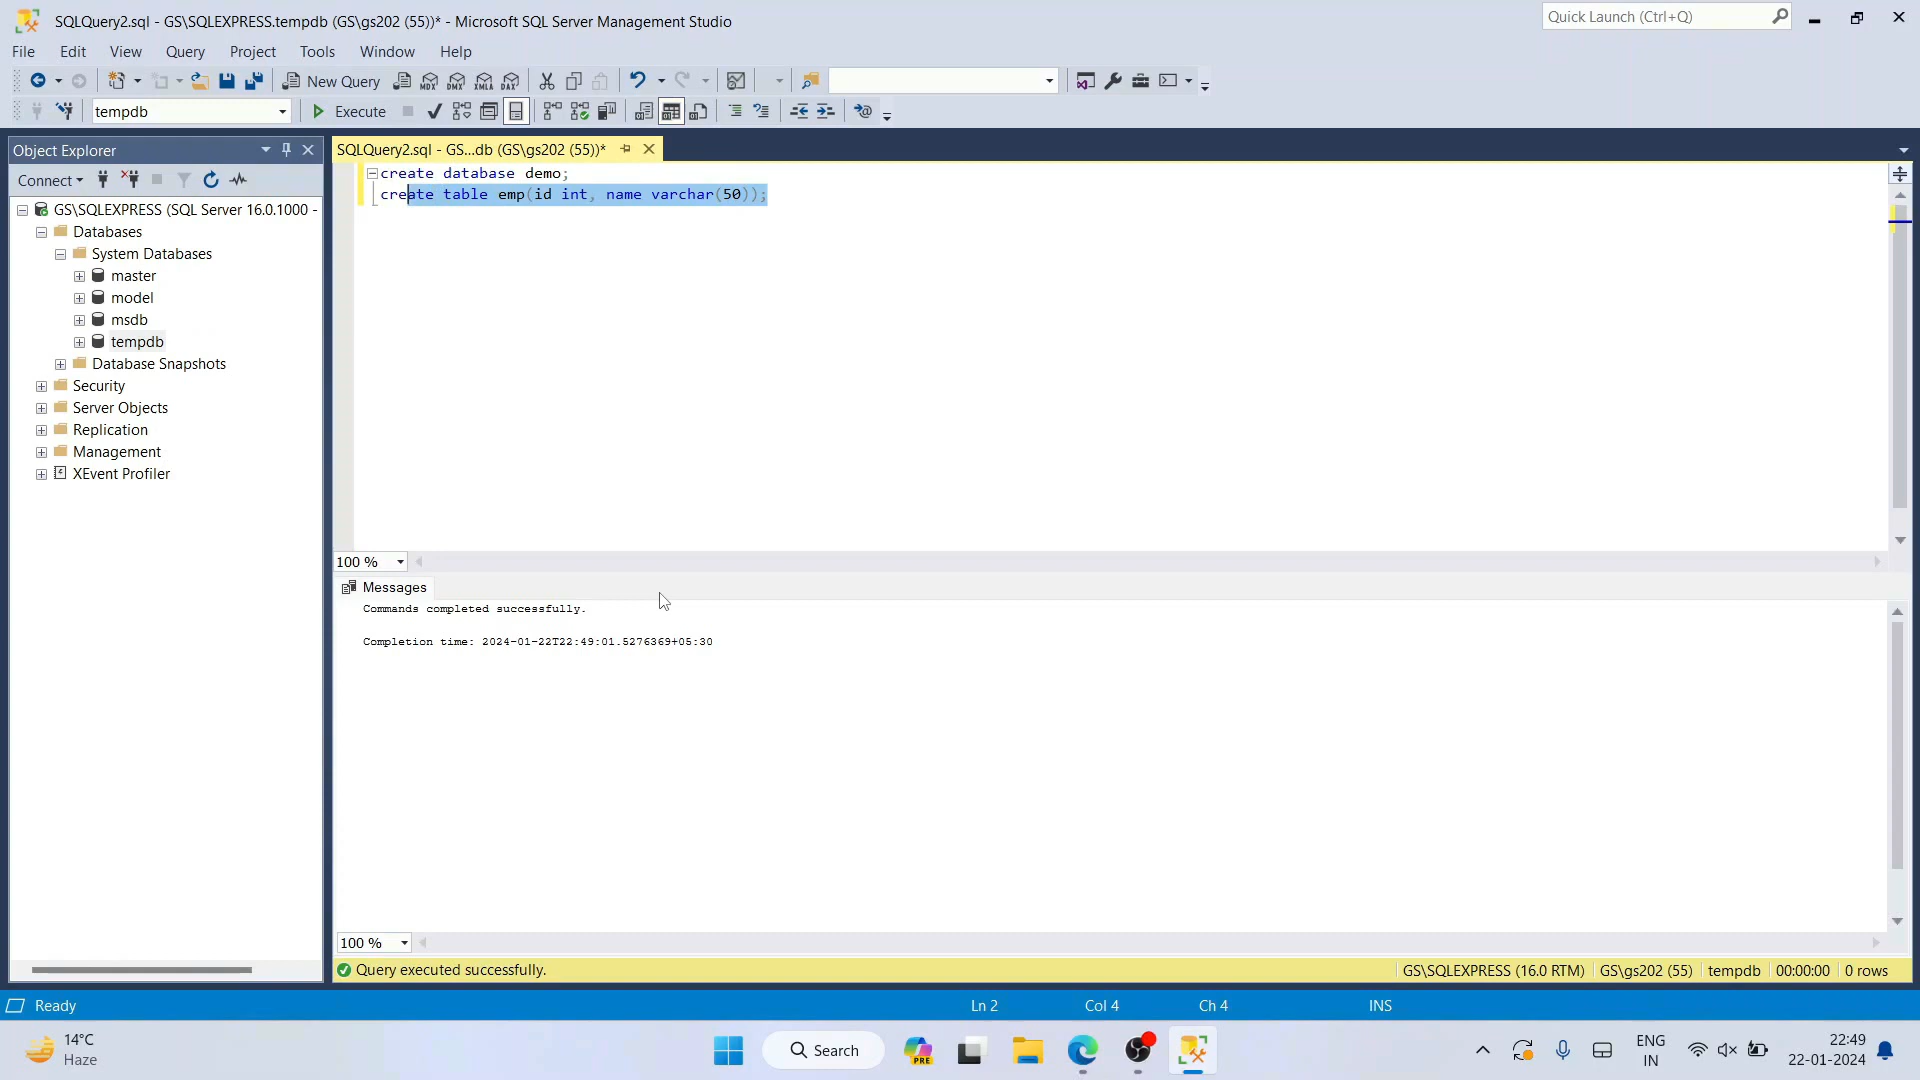 SQLQuery2.sql - GS\SQLEXPRESS.tempdb (GS\gs202 (55))* - Microsoft SQL Server Management Studio
Quick Launch (Ctrl+Q)
File Edit View Query Project Tools Window Help
New Query
MDX DMX XMLA DAX
tempdb
Execute
Object Explorer
SQLQuery2.sql - GS...db (GS\gs202 (55))*
Connect
create database demo;
create table emp(id int, name varchar(50));
GS\SQLEXPRESS (SQL Server 16.0.1000 -
Databases
System Databases
master
model
msdb
tempdb
Database Snapshots
Security
Server Objects
Replication
Management
XEvent Profiler
100 %
Messages
Commands completed successfully.
Completion time: 2024-01-22T22:49:01.5276369+05:30
100 %
Query executed successfully.
GS\SQLEXPRESS (16.0 RTM) GS\gs202 (55) tempdb 00:00:00 0 rows
Ready
Ln 2 Col 4 Ch 4 INS
14°C
Haze
Search
PRE
ENG
IN
22:49
22-01-2024